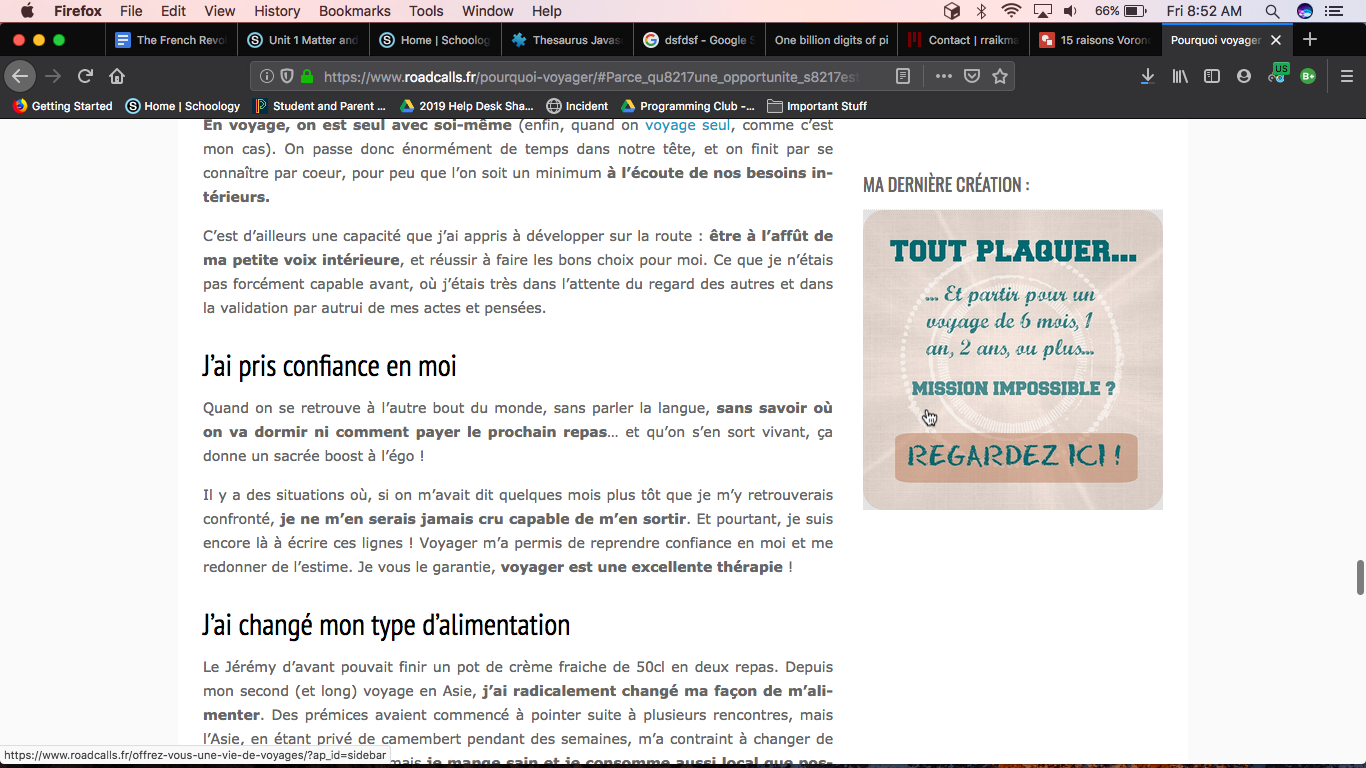 Firefox File Edit View History Bookmarks Tools Window Help 66% Fri 8:52 AM
The French Revol Unit 1 Matter and Home | Schoolog Thesaurus Javas dsfdsf - Google S One billion digits of pi Contact | rraikma 15 raisons Voron Pourquoi voyager
https://www.roadcalls.fr/pourquoi-voyager/#Parce_qu8217une_opportunite_s8217est
US B+
Getting Started Home | Schoology Student and Parent ... 2019 Help Desk Sha... Incident Programming Club -... Important Stuff
En voyage, on est seul avec soi-même (enfin, quand on voyage seul, comme c’est
mon cas). On passe donc énormément de temps dans notre tête, et on finit par se
connaître par coeur, pour peu que l’on soit un minimum à l’écoute de nos besoins in-
térieurs.
C’est d’ailleurs une capacité que j’ai appris à développer sur la route : être à l’affût de
ma petite voix intérieure, et réussir à faire les bons choix pour moi. Ce que je n’étais
pas forcément capable avant, où j’étais très dans l’attente du regard des autres et dans
la validation par autrui de mes actes et pensées.
J’ai pris confiance en moi
Quand on se retrouve à l’autre bout du monde, sans parler la langue, sans savoir où
on va dormir ni comment payer le prochain repas… et qu’on s’en sort vivant, ça
donne un sacrée boost à l’égo !
Il y a des situations où, si on m’avait dit quelques mois plus tôt que je m’y retrouverais
confronté, je ne m’en serais jamais cru capable de m’en sortir. Et pourtant, je suis
encore là à écrire ces lignes ! Voyager m’a permis de reprendre confiance en moi et me
redonner de l’estime. Je vous le garantie, voyager est une excellente thérapie !
J’ai changé mon type d’alimentation
Le Jérémy d’avant pouvait finir un pot de crème fraiche de 50cl en deux repas. Depuis
mon second (et long) voyage en Asie, j’ai radicalement changé ma façon de m’ali-
menter. Des prémices avaient commencé à pointer suite à plusieurs rencontres, mais
l’Asie, en étant privé de camembert pendant des semaines, m’a contraint à changer de
mais je mange sain et je consomme aussi local que pos-
MA DERNIÈRE CRÉATION :
TOUT PLAQUER...
... Et partir pour un
voyage de 6 mois, 1
an, 2 ans, ou plus...
MISSION IMPOSSIBLE ?
REGARDEZ ICI !
https://www.roadcalls.fr/offrez-vous-une-vie-de-voyages/?ap_id=sidebar